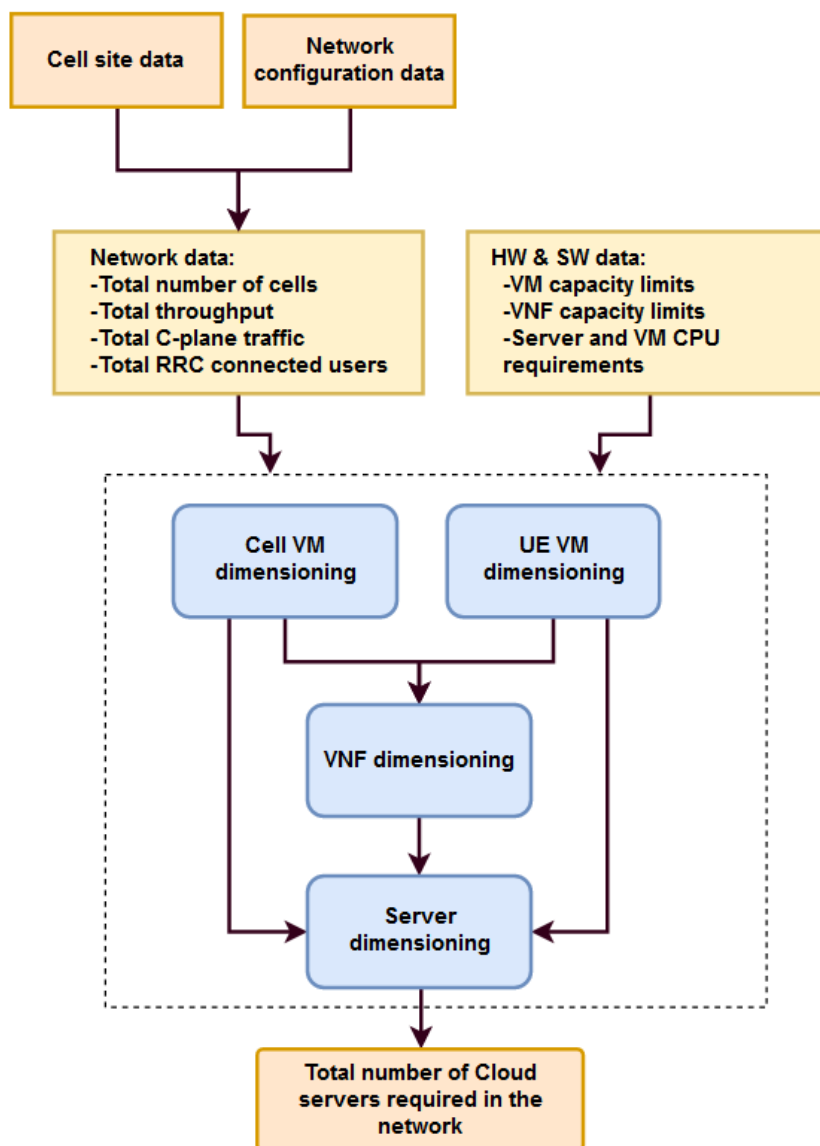 Cell site data
Network
configuration data
Network data:
-Total number of cells
-Total throughput
-Total C-plane traffic
-Total RRC connected users
HW & SW data:
-VM capacity limits
-VNF capacity limits
-Server and VM CPU
requirements
Cell VM
dimensioning
UE VM
dimensioning
VNF dimensioning
Server
dimensioning
Total number of Cloud
servers required in the
network